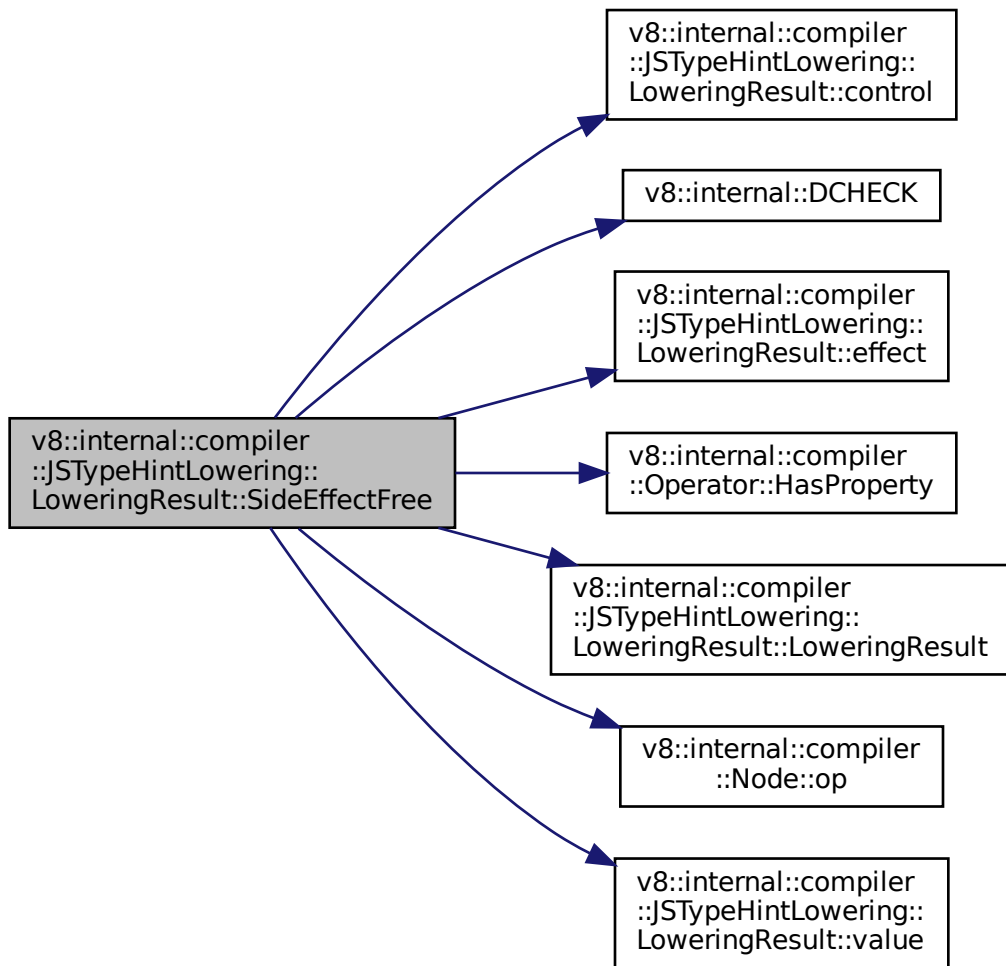 v8::internal::compiler
::JSTypeHintLowering::
LoweringResult::control
v8::internal::DCHECK
v8::internal::compiler
::JSTypeHintLowering::
LoweringResult::effect
v8::internal::compiler
::JSTypeHintLowering::
LoweringResult::SideEffectFree
v8::internal::compiler
::Operator::HasProperty
v8::internal::compiler
::JSTypeHintLowering::
LoweringResult::LoweringResult
v8::internal::compiler
::Node::op
v8::internal::compiler
::JSTypeHintLowering::
LoweringResult::value